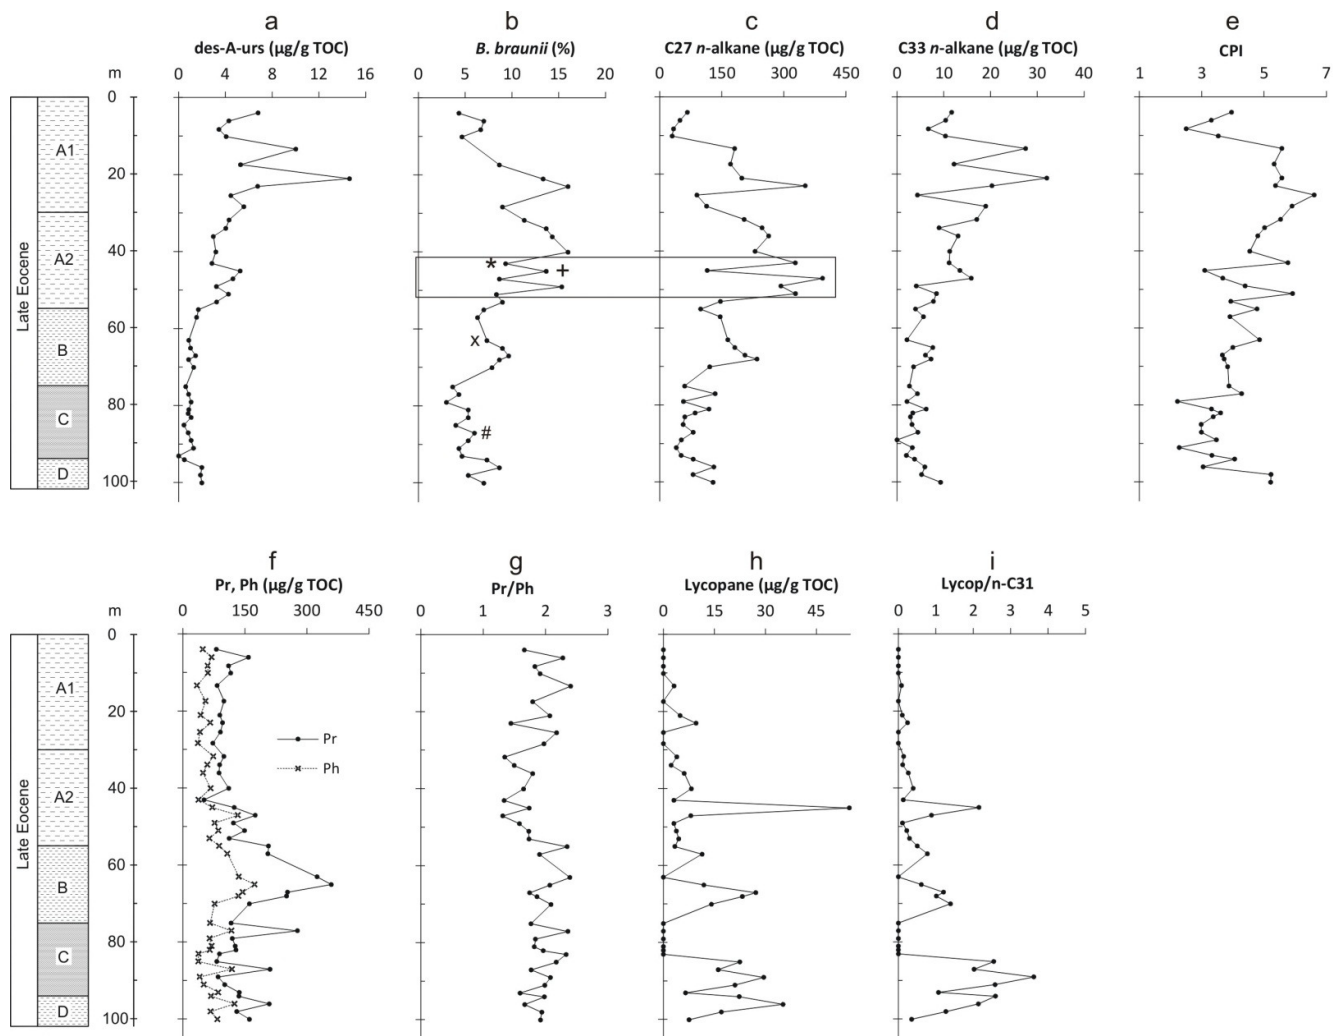 a b c d e
des-A-urs (µg/g TOC) B. braunii (%) C27 n-alkane (µg/g TOC) C33 n-alkane (µg/g TOC) CPI
m 0 4 8 12 16 0 5 10 15 20 0 150 300 450 0 10 20 30 40 1 3 5 7
0
A1
20
A2 40
* +
Late Eocene
60
B x
C 80
#
D 100
f g h i
Pr, Ph (µg/g TOC) Pr/Ph Lycopane (µg/g TOC) Lycop/n-C31
m 0 150 300 450 0 1 2 3 0 15 30 45 0 1 2 3 4 5
0
A1
20
Pr
Ph
A2 40
Late Eocene
60
B
C 80
D 100